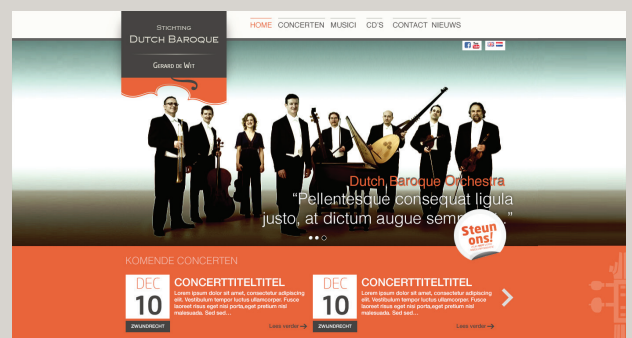 STICHTING
DUTCH BAROQUE
GERARD DE WIT
HOME CONCERTEN MUSICI CD'S CONTACT NIEUWS
Dutch Baroque Orchestra
“Pellentesque consequat ligula
justo, at dictum augue sem
Steun
ons!
KOMENDE CONCERTEN
DEC
10
ZWIJNDRECHT
CONCERTTITELTITEL
Lorem ipsum dolor sit amet, consectetur adipiscing
elit. Vestibulum tempor luctus ullamcorper. Fusce
laoreet risus eget nisi porta,eget pretium nisl
malesuada. Sed sed...
Lees verder
DEC
10
ZWIJNDRECHT
CONCERTTITELTITEL
Lorem ipsum dolor sit amet, consectetur adipiscing
elit. Vestibulum tempor luctus ullamcorper. Fusce
laoreet risus eget nisi porta,eget pretium nisl
malesuada. Sed sed...
Lees verder